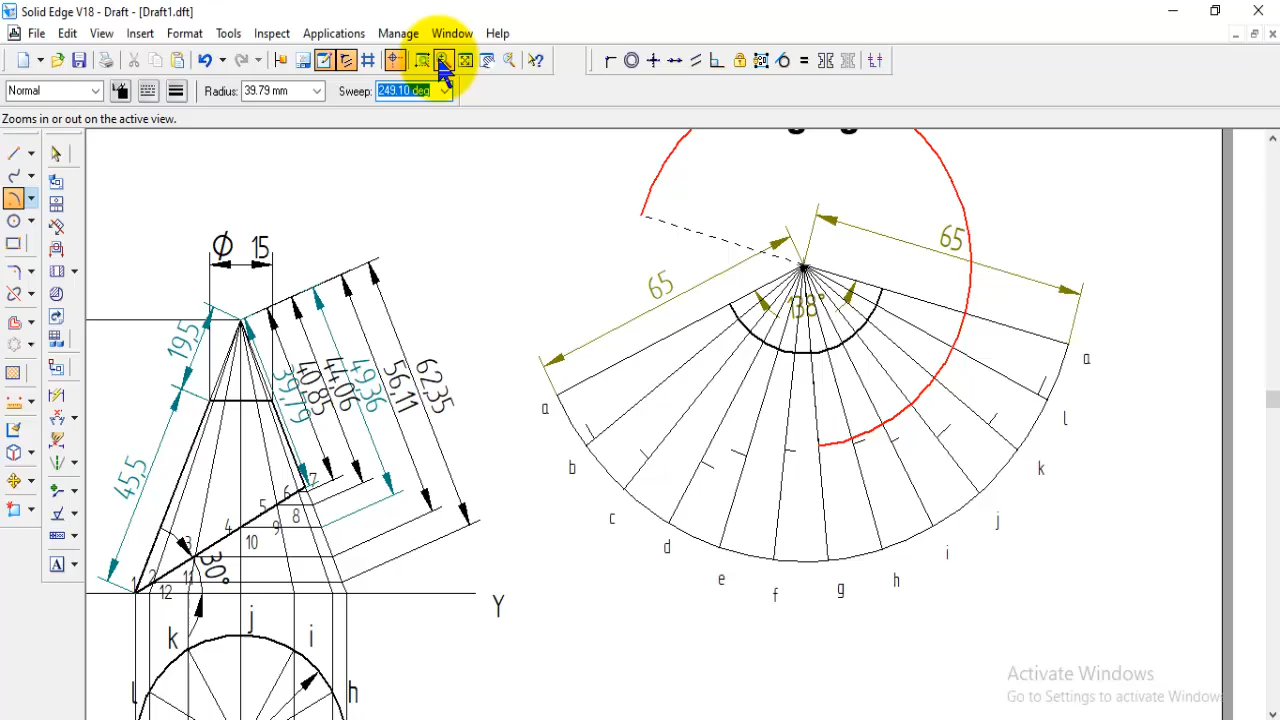 Solid Edge V18 - Draft - [Draft1.dft]
File Edit View Insert Format Tools Inspect Applications Manage Window Help
Normal Radius: 39.79 mm Sweep: 249.10 deg
Zooms in or out on the active view.
Ø 15
65
65
138°
19,5
45,5
39,79
40,85
44,06
49,36
56,11
62,35
30°
1
2
3
4
5
6
7
8
9
10
11
12
Y
j
k
i
l
h
a
b
c
d
e
f
g
h
i
j
k
l
a
A
Activate Windows
Go to Settings to activate Windows